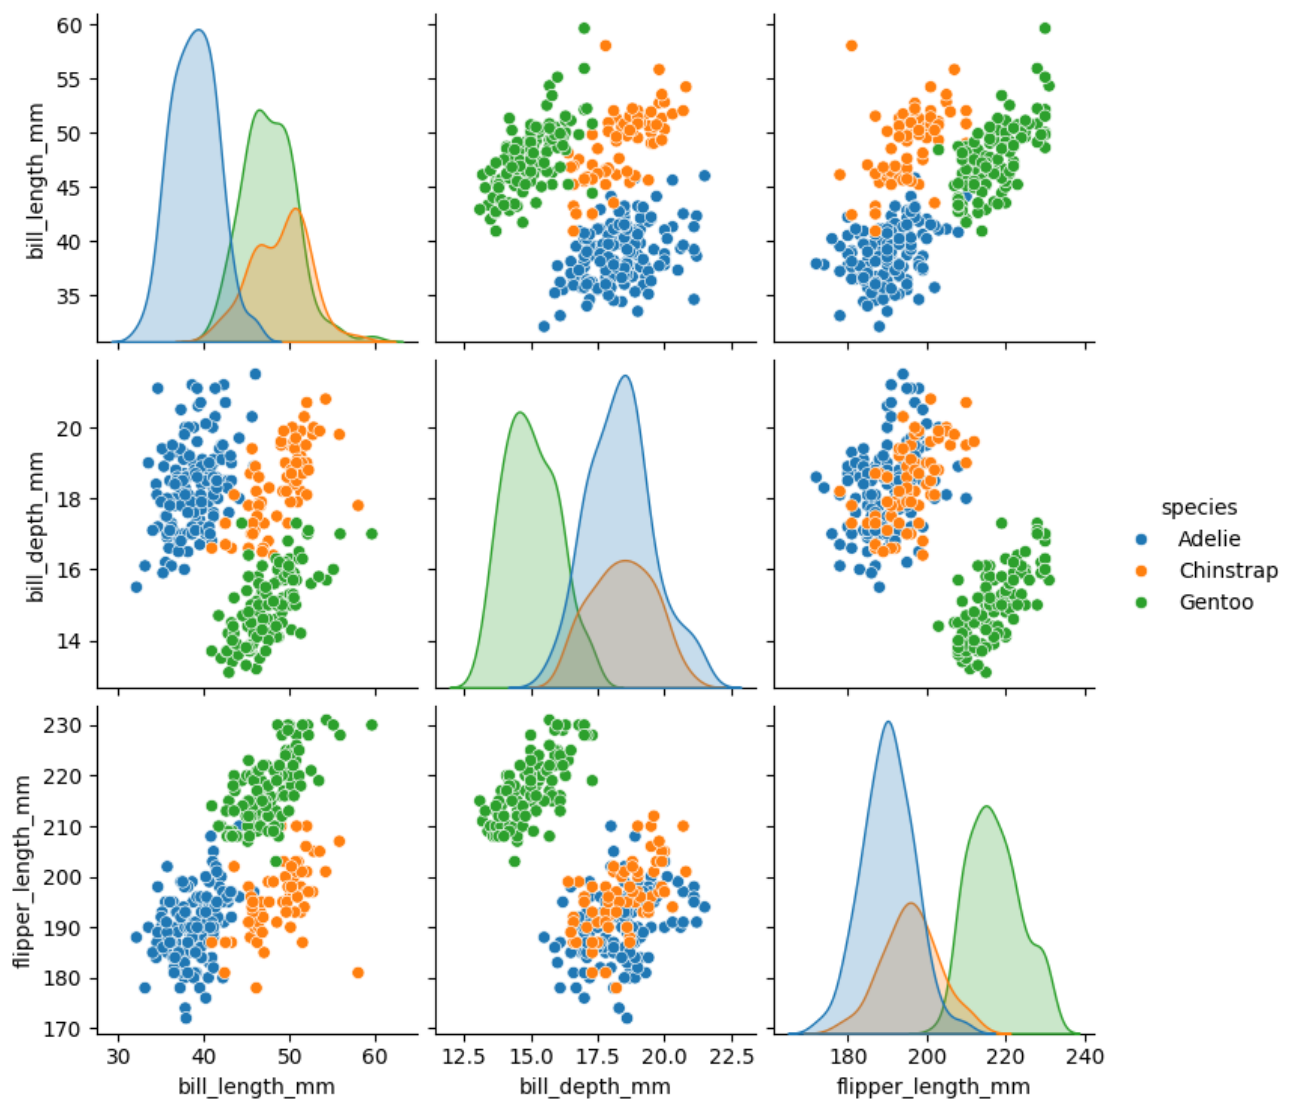 60
55
50
45
40
35
bill_length_mm
20
18
16
14
bill_depth_mm
species
Adelie
Chinstrap
Gentoo
230
220
210
200
190
180
170
flipper_length_mm
30 40 50 60
12.5 15.0 17.5 20.0 22.5
180 200 220 240
bill_length_mm
bill_depth_mm
flipper_length_mm